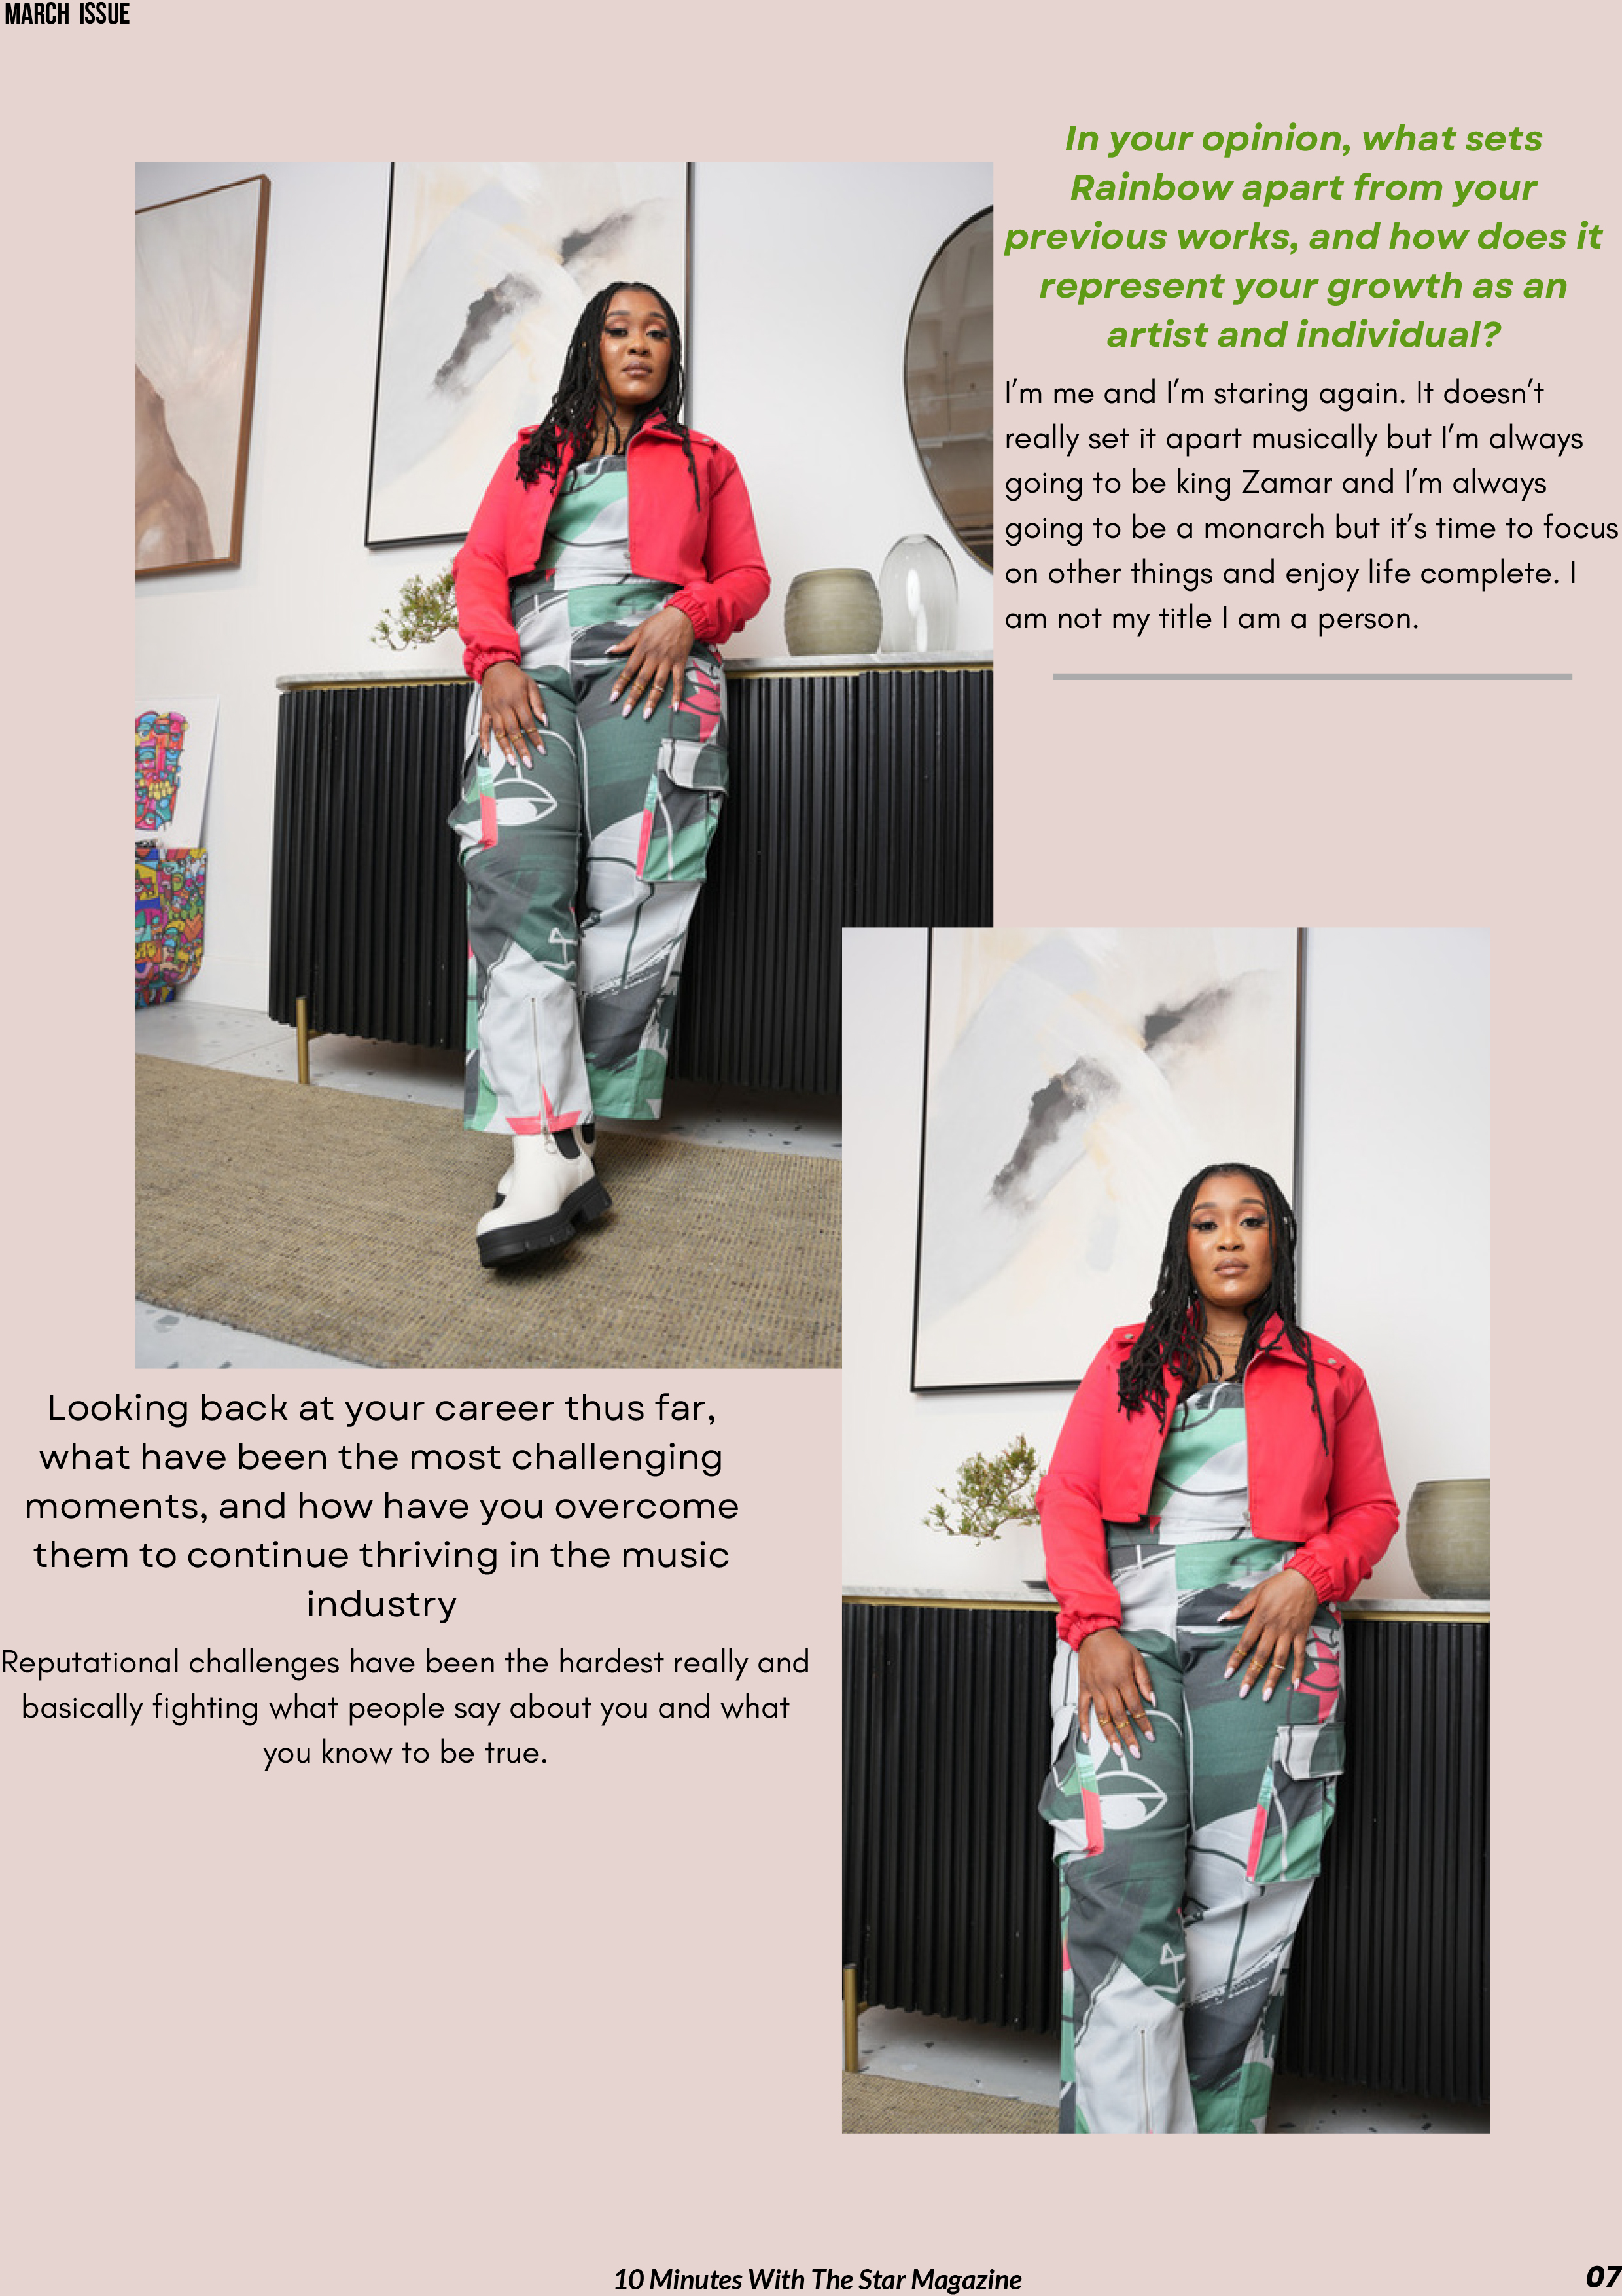 MARCH ISSUE
In your opinion, what sets
Rainbow apart from your
previous works, and how does it
represent your growth as an
artist and individual?
I'm me and I'm staring again. It doesn't
really set it apart musically but I'm always
going to be king Zamar and I'm always
going to be a monarch but it's time to focus
on other things and enjoy life complete. I
am not my title I am a person.
Looking back at your career thus far,
what have been the most challenging
moments, and how have you overcome
them to continue thriving in the music
industry
Reputational challenges have been the hardest really and
basically fighting what people say about you and what
you know to be true.
10 Minutes With The Star Magazine
07